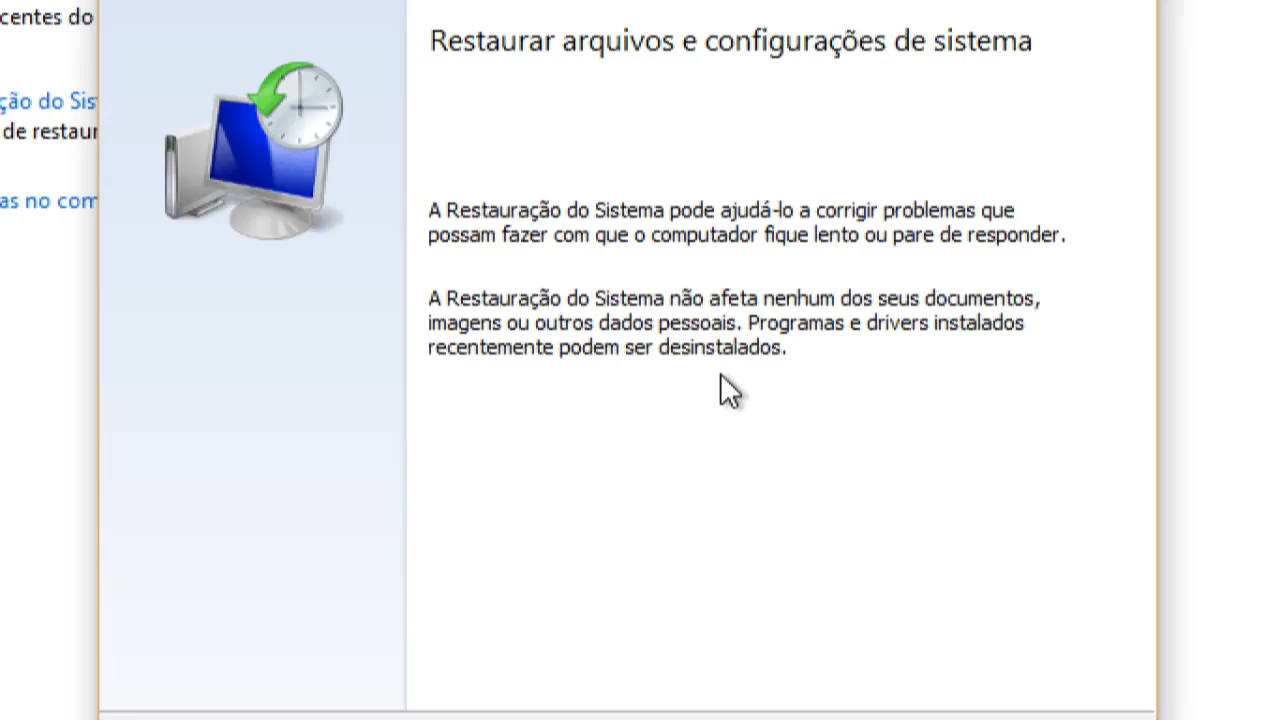 centes do
Restaurar arquivos e configurações de sistema
ção do Sis
de restaur
as no com
A Restauração do Sistema pode ajudá-lo a corrigir problemas que
possam fazer com que o computador fique lento ou pare de responder.
A Restauração do Sistema não afeta nenhum dos seus documentos,
imagens ou outros dados pessoais. Programas e drivers instalados
recentemente podem ser desinstalados.